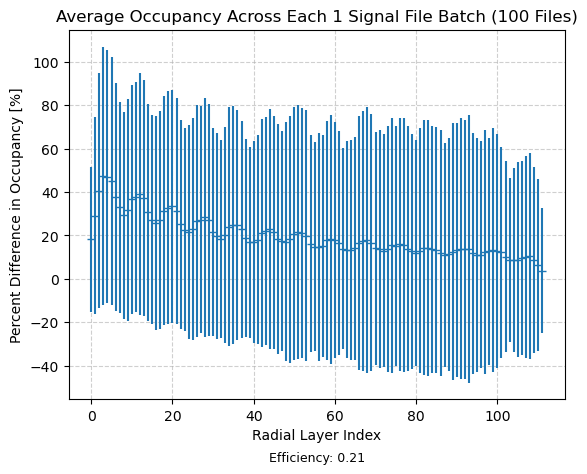 Average Occupancy Across Each 1 Signal File Batch (100 Files)
Percent Difference in Occupancy [%]
100
80
60
40
20
0
−20
−40
0 20 40 60 80 100
Radial Layer Index
Efficiency: 0.21